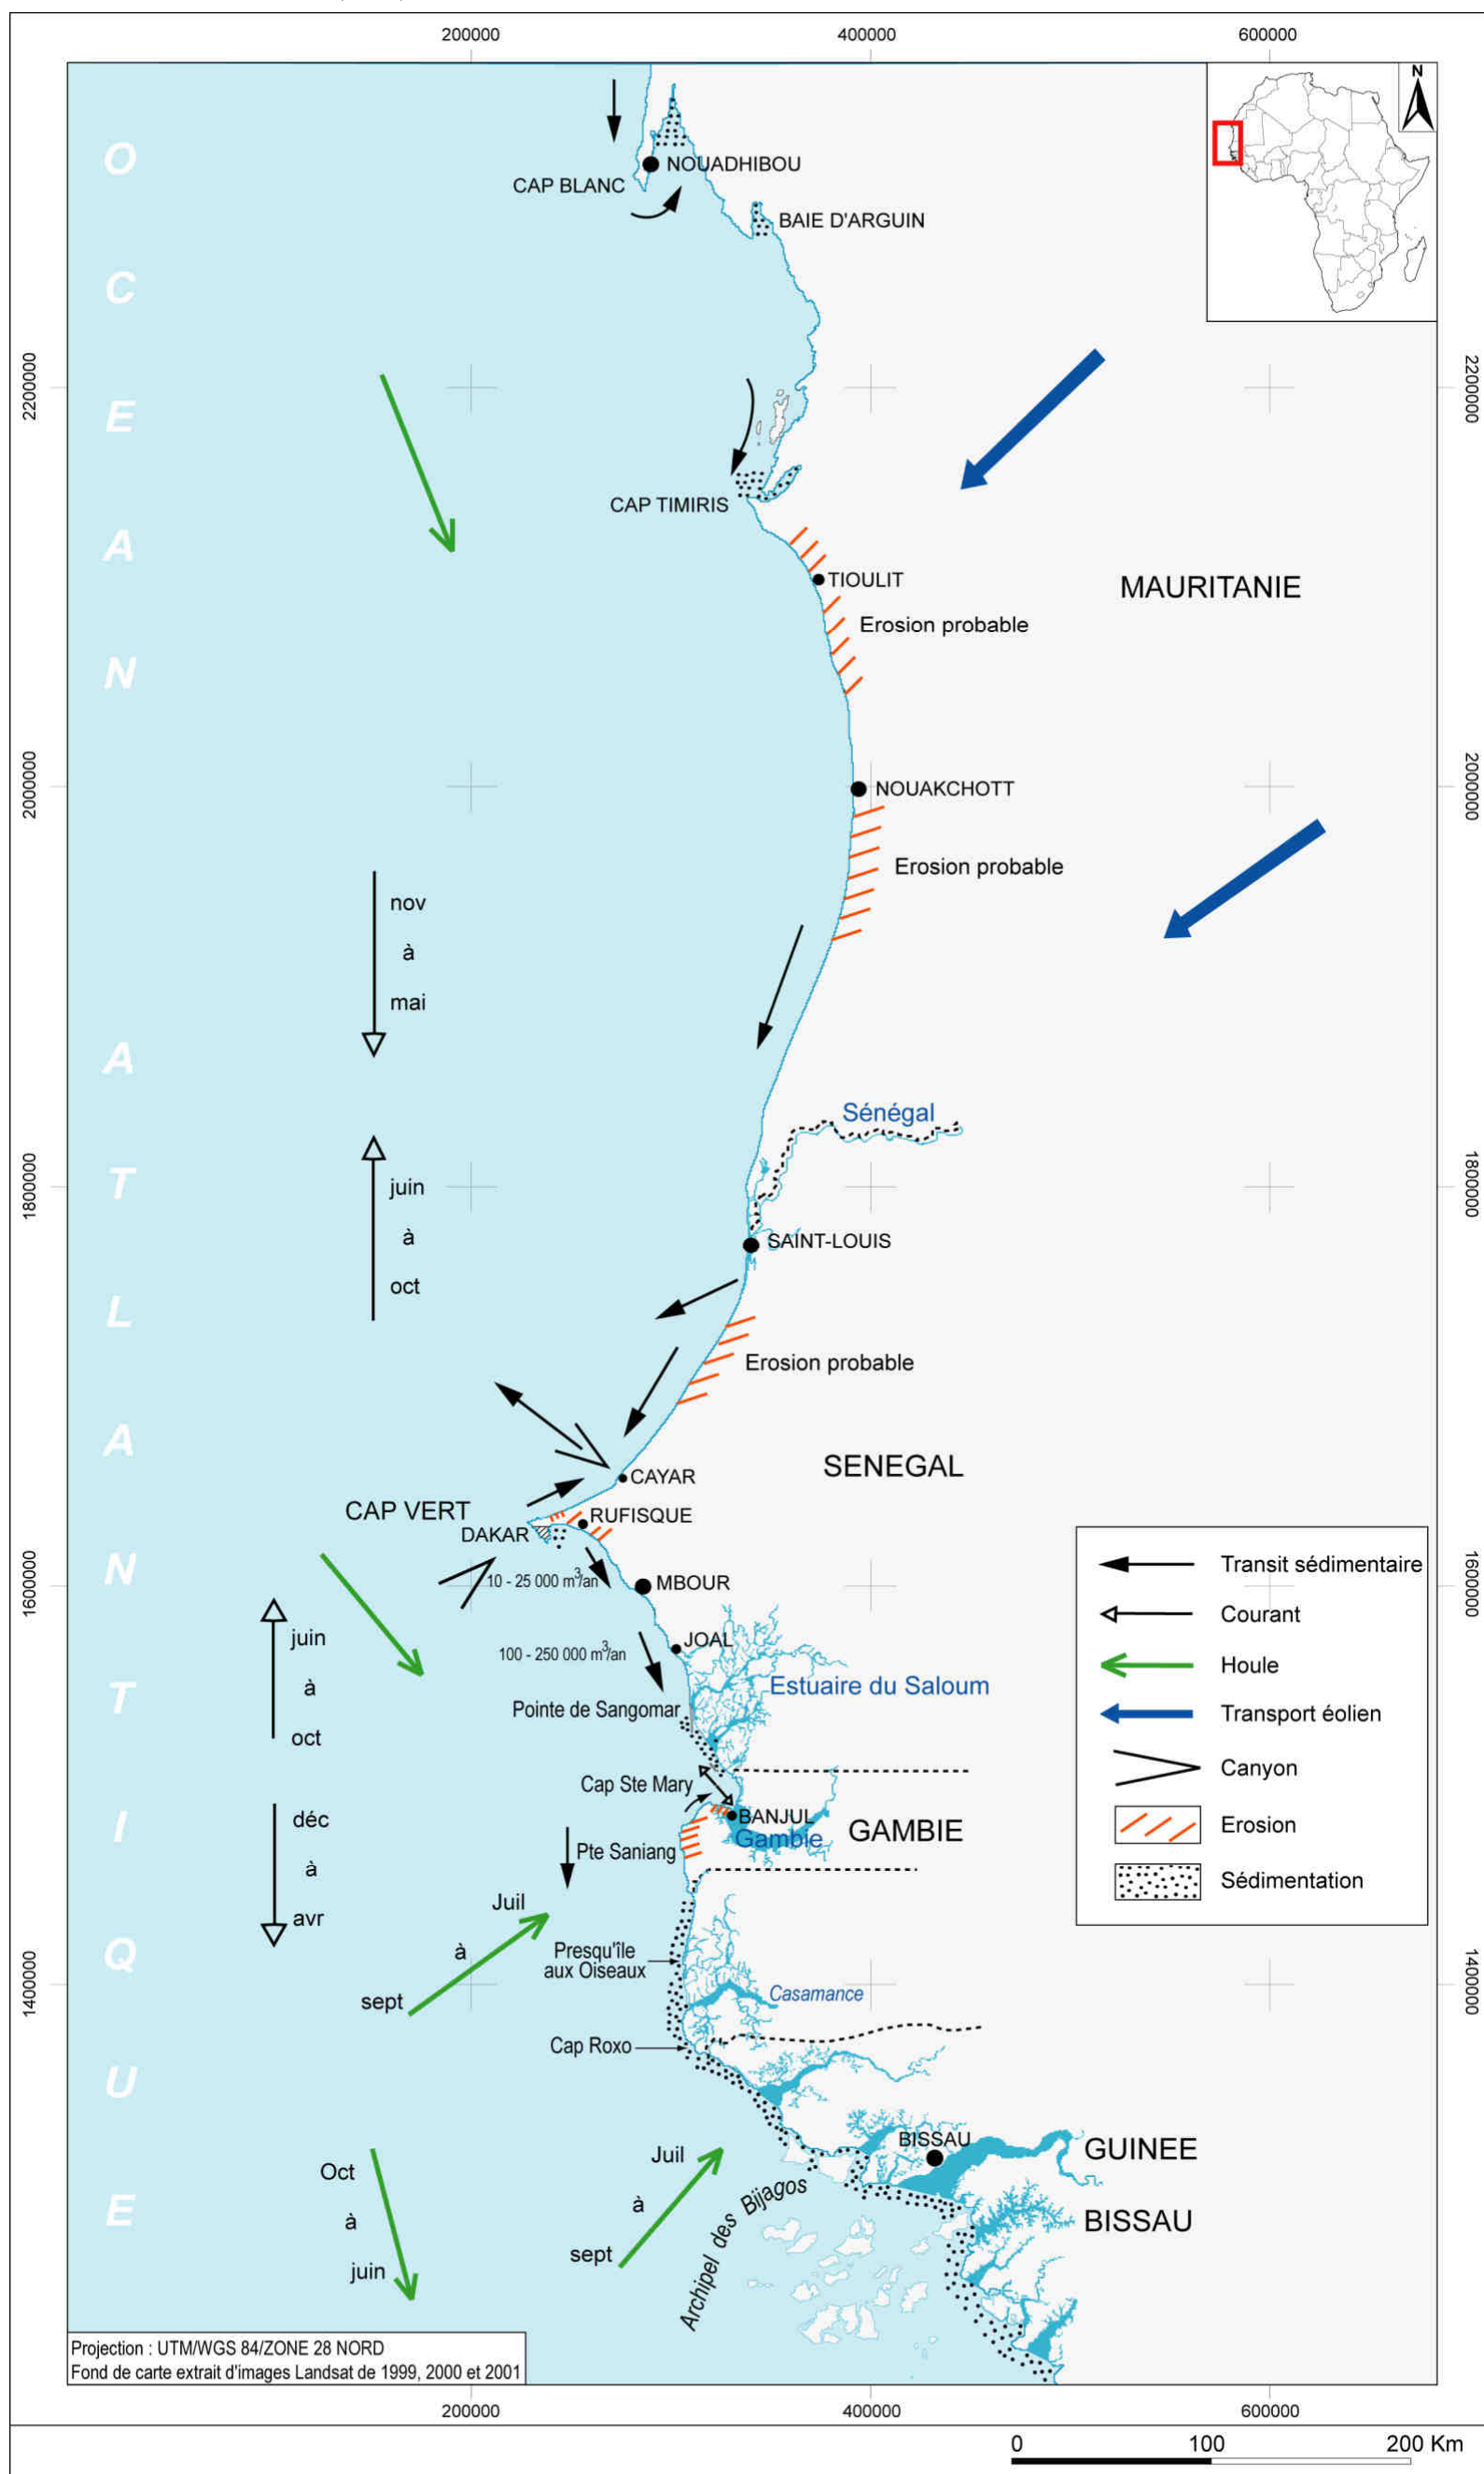 200000
400000
600000
N
OCEAN ATLANTIQUE
NOUADHIBOU
CAP BLANC
BAIE D'ARGUIN
2200000
2200000
CAP TIMIRIS
TIOULIT
MAURITANIE
Erosion probable
2000000
2000000
NOUAKCHOTT
Erosion probable
nov
à
mai
Sénégal
1800000
1800000
juin
à
oct
SAINT-LOUIS
Erosion probable
SENEGAL
CAYAR
CAP VERT
RUFISQUE
DAKAR
10 - 25 000 m³/an
1600000
1600000
MBOUR
juin
à
oct
100 - 250 000 m³/an
JOAL
Estuaire du Saloum
Pointe de Sangomar
Cap Ste Mary
BANJUL
Gambie
GAMBIE
déc
à
avr
Pte Saniang
Juil
à
sept
Presqu'île
aux Oiseaux
1400000
1400000
Casamance
Cap Roxo
BISSAU
GUINEE
BISSAU
Oct
à
juin
Juil
à
sept
Archipel des Bijagos
Transit sédimentaire
Courant
Houle
Transport éolien
Canyon
Erosion
Sédimentation
Projection : UTM/WGS 84/ZONE 28 NORD
Fond de carte extrait d'images Landsat de 1999, 2000 et 2001
200000
400000
600000
0
100
200 Km